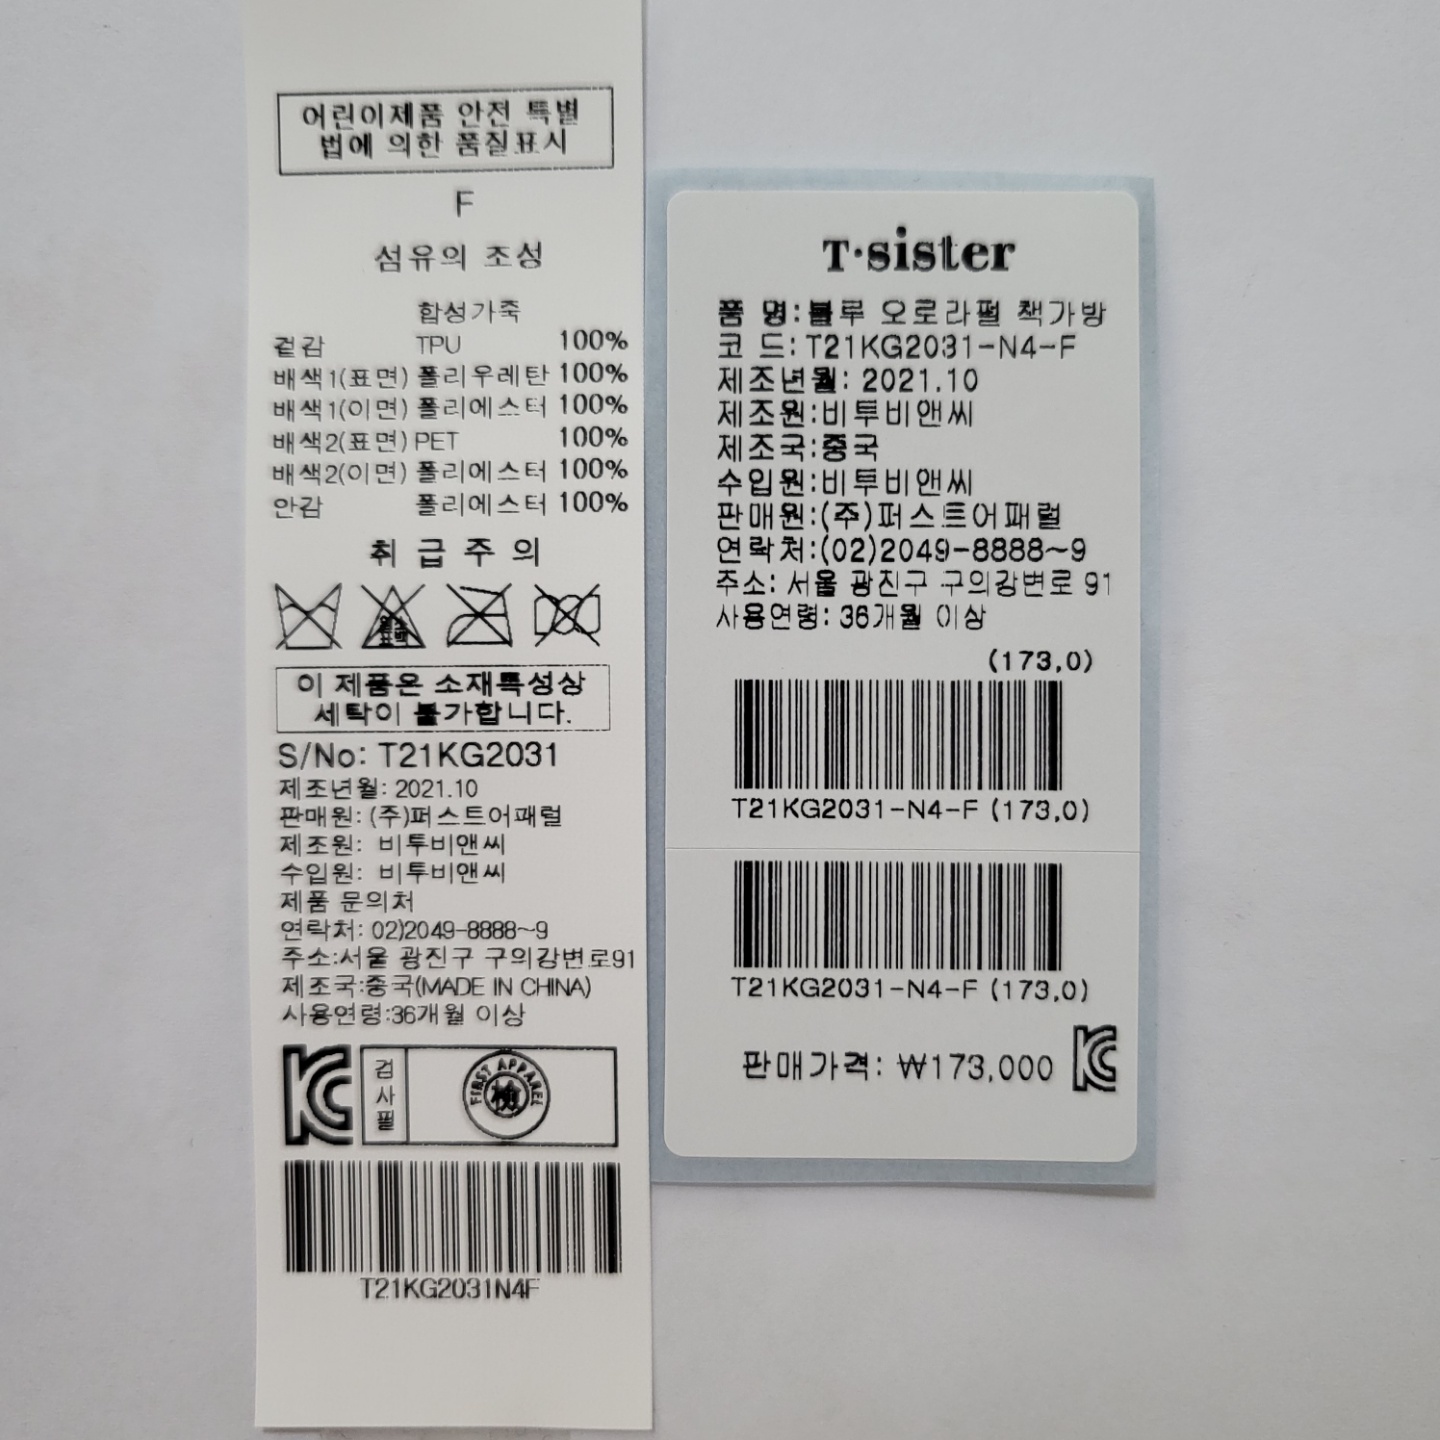 어린이제품 안전 특별
법에 의한 품질표시
F
섬유의 조성
합성가죽
겉감 TPU 100%
배색1(표면) 폴리우레탄 100%
배색1(이면) 폴리에스터 100%
배색2(표면) PET 100%
배색2(이면) 폴리에스터 100%
안감 폴리에스터 100%
취 급 주 의
이 제품은 소재특성상
세탁이 불가합니다.
S/No: T21KG2031
제조년월: 2021.10
판매원: (주)퍼스트어패럴
제조원: 비투비앤씨
수입원: 비투비앤씨
제품 문의처
연락처: 02)2049-8888~9
주소:서울 광진구 구의강변로91
제조국:중국(MADE IN CHINA)
사용연령:36개월 이상
KC
검사필
FIRST APPAREL
檢
T21KG2031N4F
T·sister
품 명:블루 오로라펄 책가방
코 드:T21KG2031-N4-F
제조년월: 2021.10
제조원:비투비앤씨
제조국:중국
수입원:비투비앤씨
판매원:(주)퍼스트어패럴
연락처:(02)2049-8888~9
주소: 서울 광진구 구의강변로 91
사용연령: 36개월 이상
(173,0)
T21KG2031-N4-F (173,0)
T21KG2031-N4-F (173,0)
판매가격: ₩173,000
KC